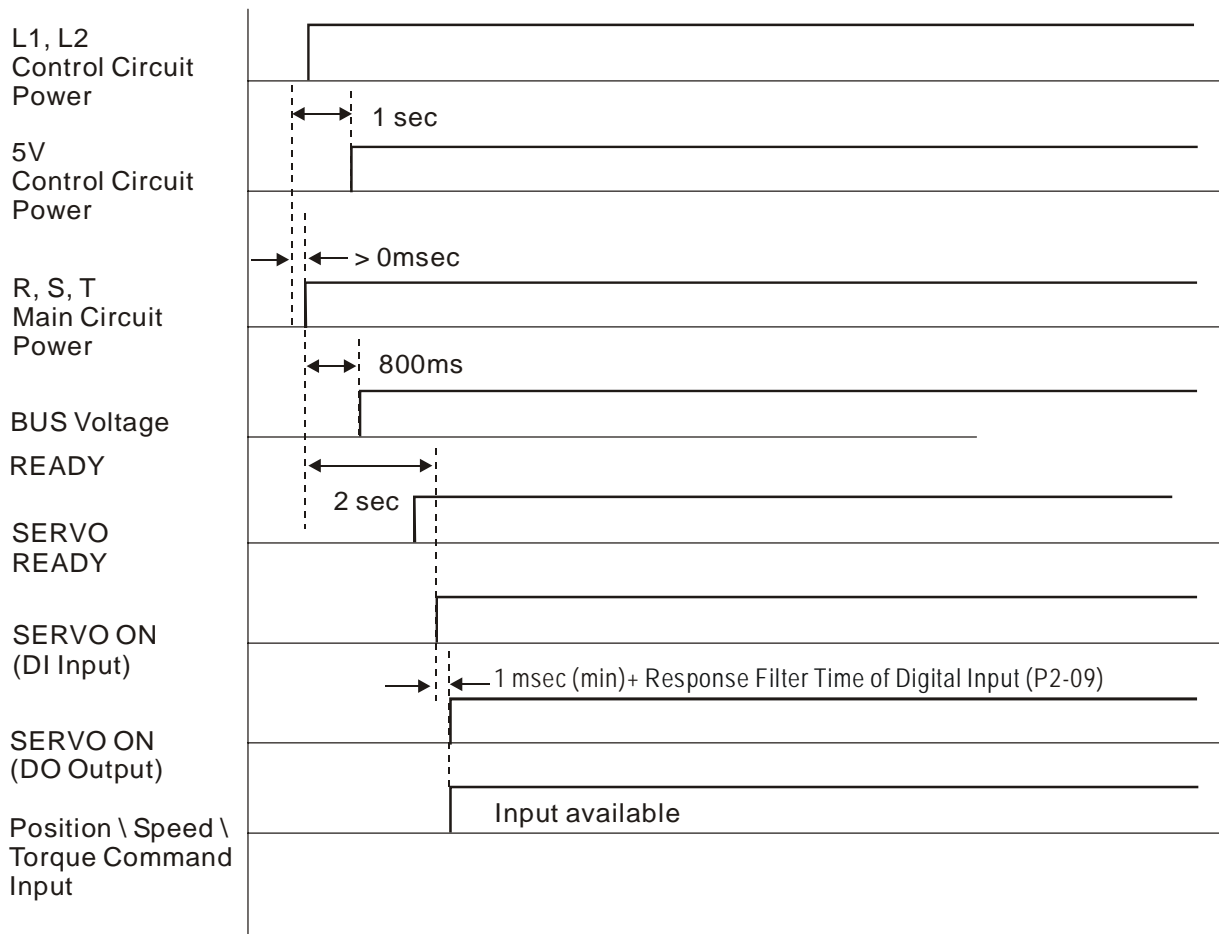 L1, L2
Control Circuit
Power
1 sec
5V
Control Circuit
Power
> 0msec
R, S, T
Main Circuit
Power
800ms
BUS Voltage
READY
2 sec
SERVO
READY
SERVO ON
(DI Input)
1 msec (min)+ Response Filter Time of Digital Input (P2-09)
SERVO ON
(DO Output)
Input available
Position \ Speed \
Torque Command
Input